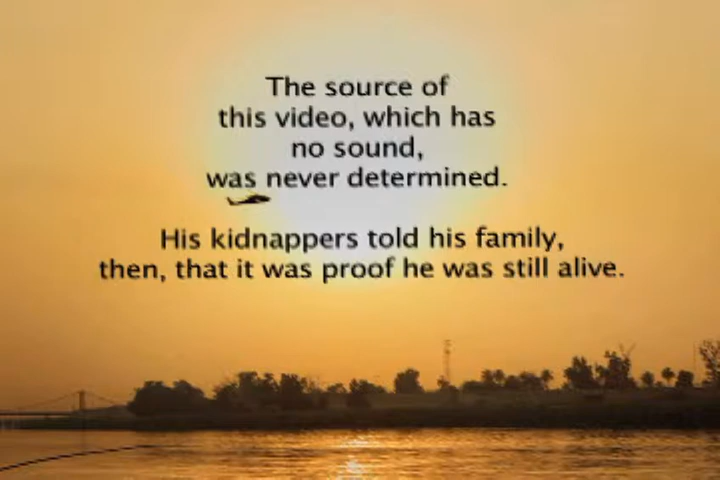 The source of
this video, which has
no sound,
was never determined.
His kidnappers told his family,
then, that it was proof he was still alive.